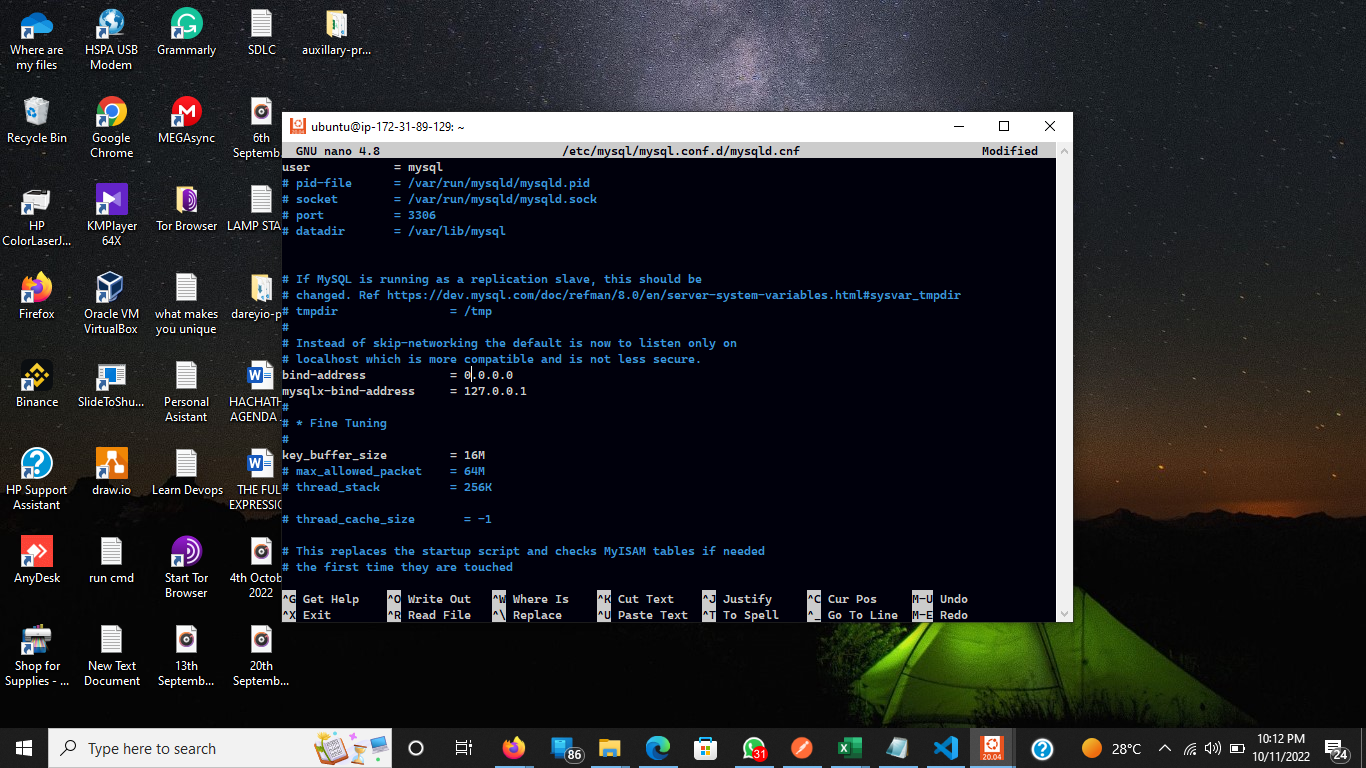 Where are
my files
HSPA USB
Modem
Grammarly
SDLC
auxillary-pr...
Recycle Bin
Google
Chrome
MEGAsync
6th
Septemb
HP
ColorLaserJ...
KMPlayer
64X
Tor Browser
LAMP STA
Firefox
Oracle VM
VirtualBox
what makes
you unique
dareyio-p
Binance
SlideToShu...
Personal
Asistant
HACHATH
AGENDA
HP Support
Assistant
draw.io
Learn Devops
THE FUL
EXPRESSIO
AnyDesk
run cmd
Start Tor
Browser
4th Octob
2022
Shop for
Supplies - ...
New Text
Document
13th
Septemb...
20th
Septemb...
ubuntu@ip-172-31-89-129: ~
GNU nano 4.8 /etc/mysql/mysql.conf.d/mysqld.cnf Modified
user = mysql
# pid-file = /var/run/mysqld/mysqld.pid
# socket = /var/run/mysqld/mysqld.sock
# port = 3306
# datadir = /var/lib/mysql
# If MySQL is running as a replication slave, this should be
# changed. Ref https://dev.mysql.com/doc/refman/8.0/en/server-system-variables.html#sysvar_tmpdir
# tmpdir = /tmp
#
# Instead of skip-networking the default is now to listen only on
# localhost which is more compatible and is not less secure.
bind-address = 0.0.0.0
mysqlx-bind-address = 127.0.0.1
#
# * Fine Tuning
#
key_buffer_size = 16M
# max_allowed_packet = 64M
# thread_stack = 256K
# thread_cache_size = -1
# This replaces the startup script and checks MyISAM tables if needed
# the first time they are touched
^G Get Help ^O Write Out ^W Where Is ^K Cut Text ^J Justify ^C Cur Pos M-U Undo
^X Exit ^R Read File ^\ Replace ^U Paste Text ^T To Spell ^_ Go To Line M-E Redo
Type here to search
86
31
20.04
28°C
10:12 PM
10/11/2022
24